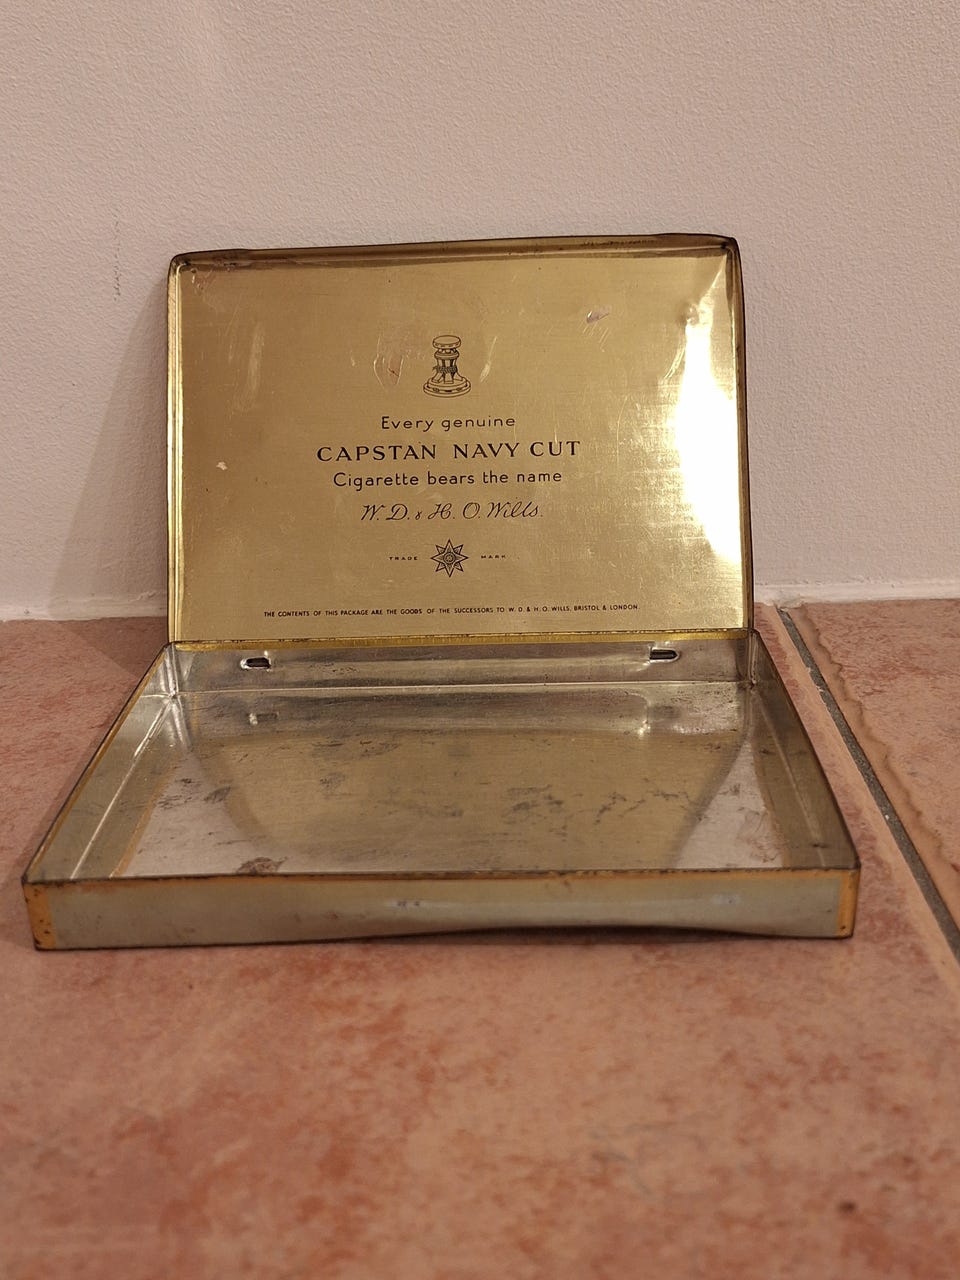 Every genuine
CAPSTAN NAVY CUT
Cigarette bears the name
W. D. & H. O. Wills.
TRADE MARK
THE CONTENTS OF THIS PACKAGE ARE THE GOODS OF THE SUCCESSORS TO W. D. & H. O. WILLS, BRISTOL & LONDON.